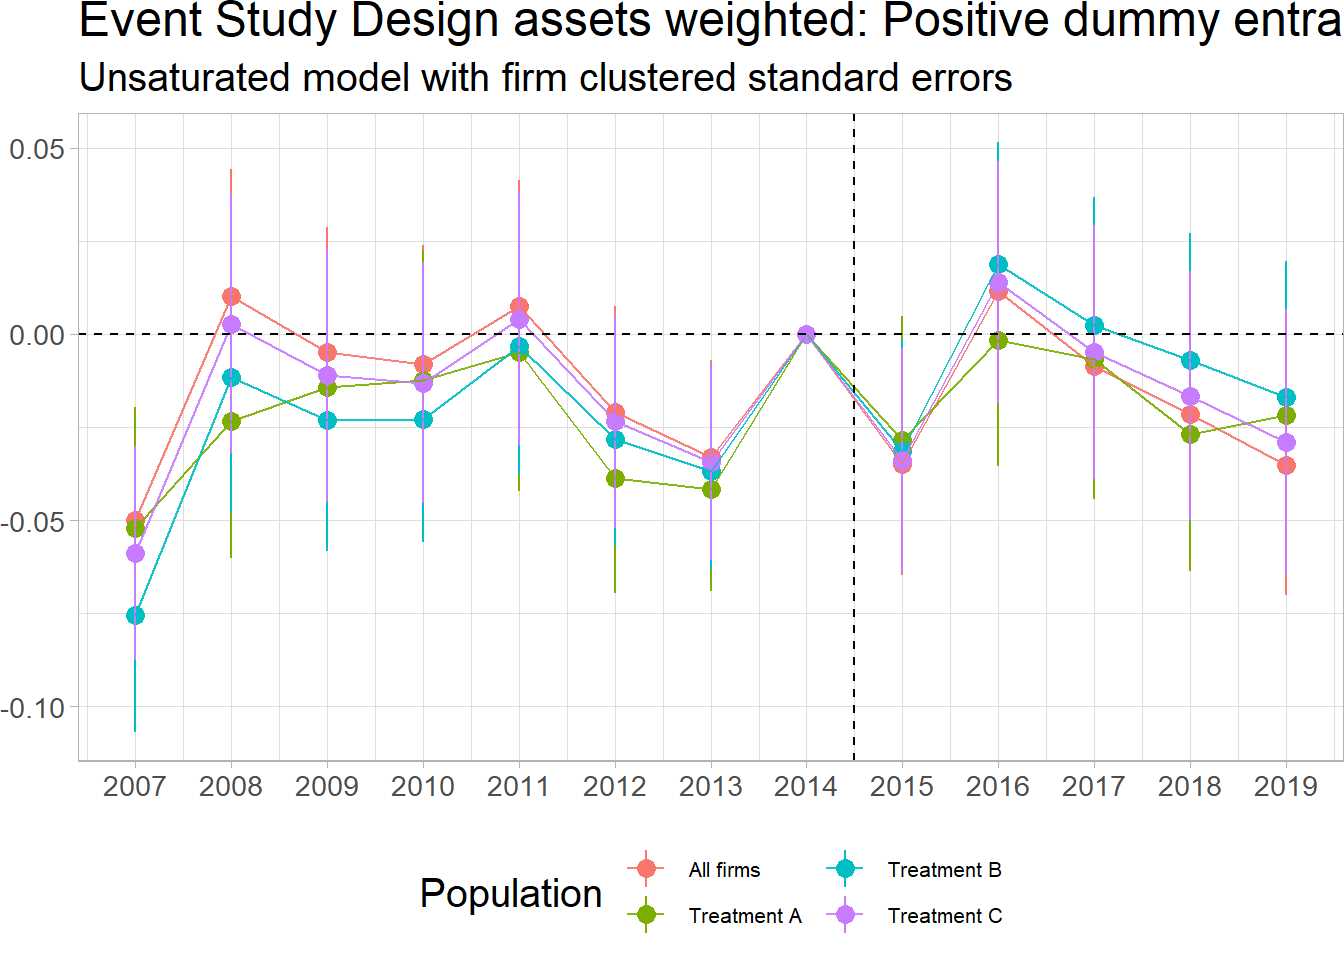 Event Study Design assets weighted: Positive dummy entra
Unsaturated model with firm clustered standard errors
0.05
0.00
-0.05
-0.10
2007 2008 2009 2010 2011 2012 2013 2014 2015 2016 2017 2018 2019
Population
All firms
Treatment B
Treatment A
Treatment C